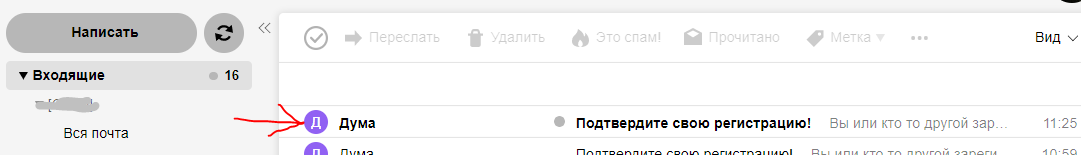 Написать
Переслать Удалить Это спам! Прочитано Метка Вид
Входящие 16
Вся почта
Д Дума Подтвердите свою регистрацию! Вы или кто то другой зар... 11:25
Дума Подтвердите свою регистрацию! Вы или кто то другой зареги 10:59